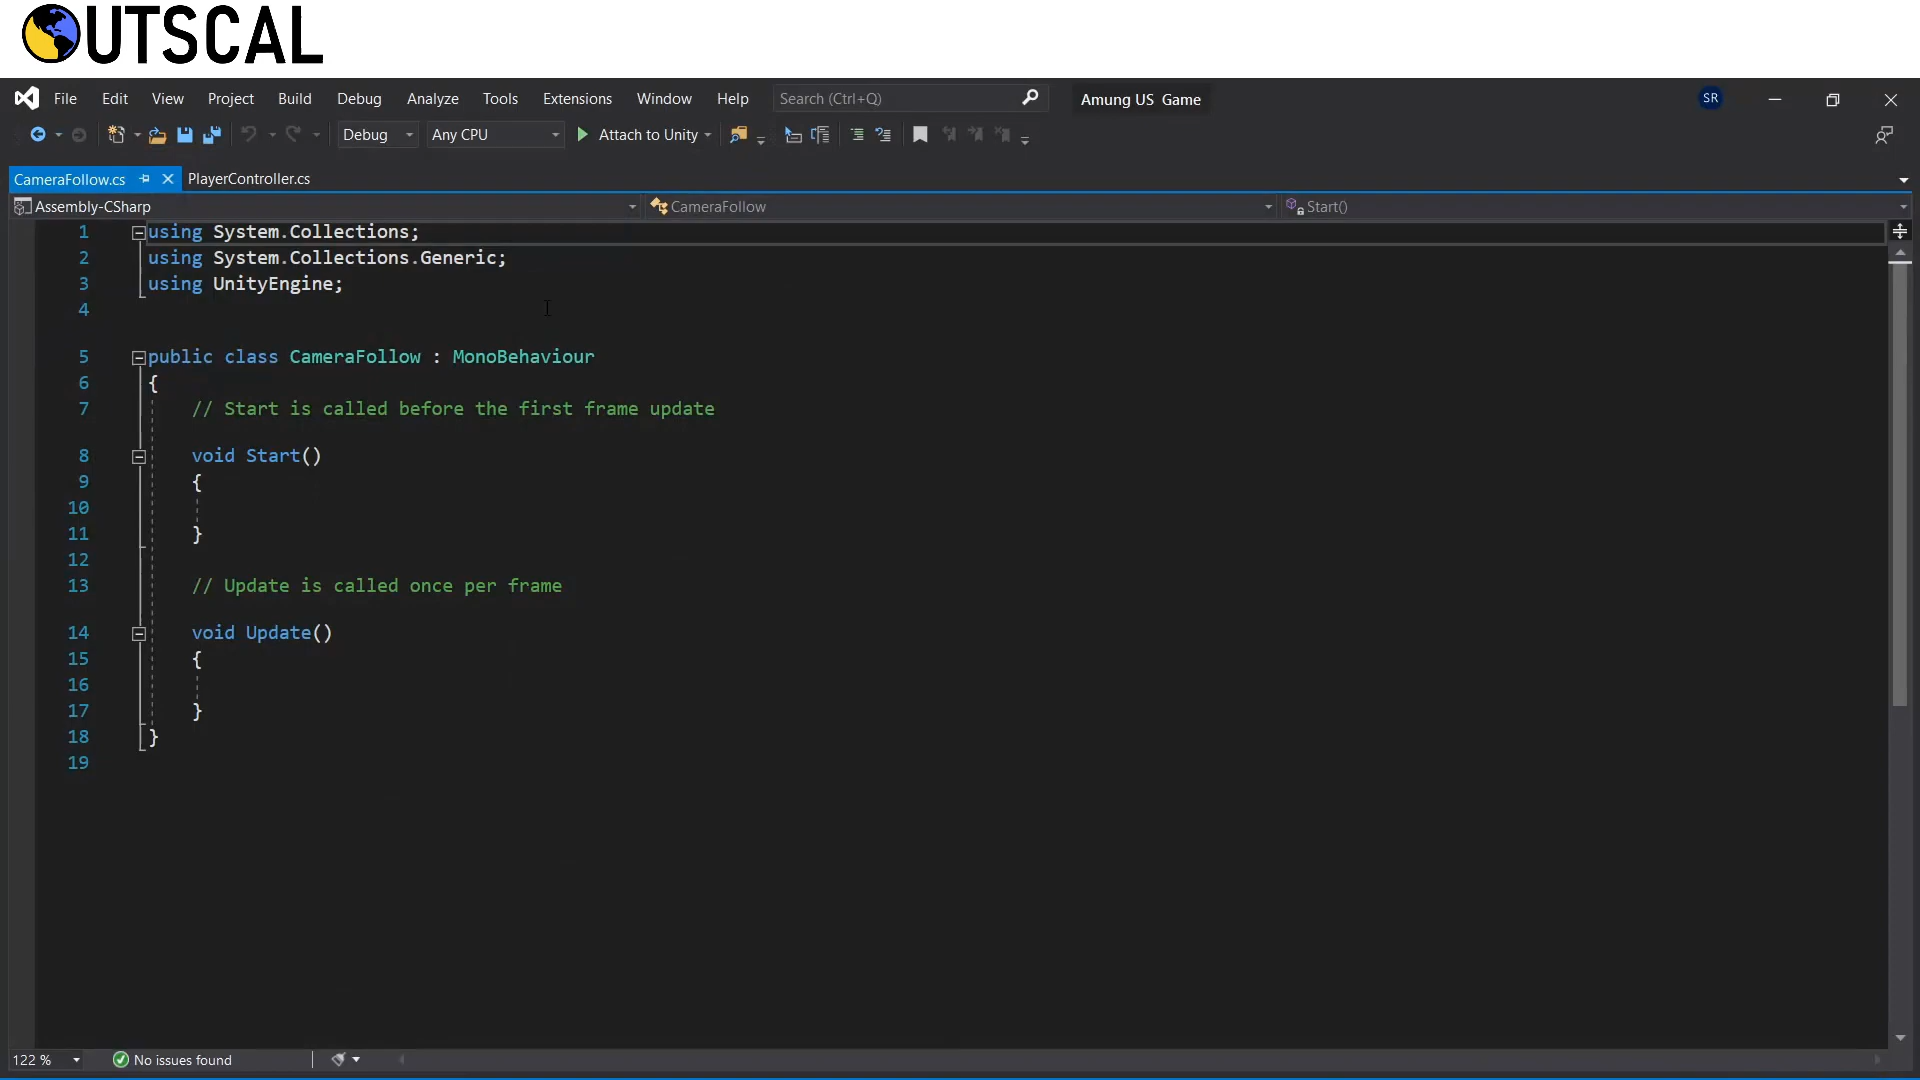 OUTSCAL
File Edit View Project Build Debug Analyze Tools Extensions Window Help Search (Ctrl+Q) Amung US Game SR
Debug Any CPU Attach to Unity
CameraFollow.cs PlayerController.cs
Assembly-CSharp CameraFollow Start()
1 using System.Collections;
2 using System.Collections.Generic;
3 using UnityEngine;
4
5 public class CameraFollow : MonoBehaviour
6 {
7 // Start is called before the first frame update
8 void Start()
9 {
10
11 }
12
13 // Update is called once per frame
14 void Update()
15 {
16
17 }
18 }
19
122 % No issues found